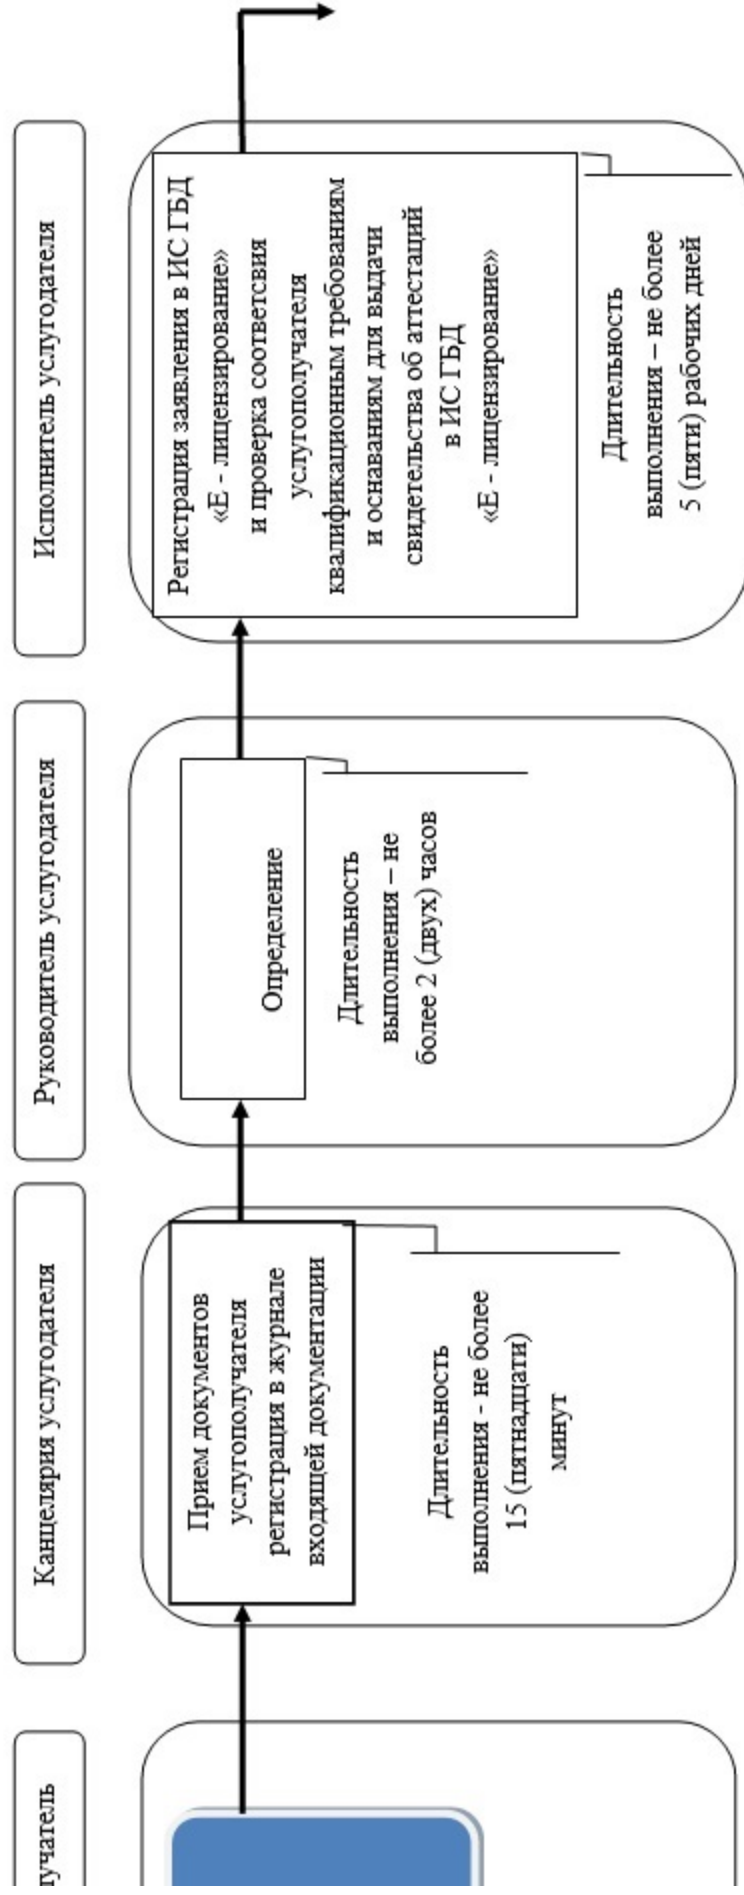 лучатель
Канцелярия услугодателя
Прием документов
услугополучателя
регистрация в журнале
входящей документации
Длительность
выполнения - не более
15 (пятнадцати)
минут
Руководитель услугодателя
Определение
Длительность
выполнения – не
более 2 (двух) часов
Исполнитель услугодателя
Регистрация заявления в ИС ГБД
«Е - лицензирование»
и проверка соответсвия
услугополучателя
квалификационным требованиям
и оснаваниям для выдачи
свидетельства об аттестаций
в ИС ГБД
«Е - лицензирование»
Длительность
выполнения – не более
5 (пяти) рабочих дней